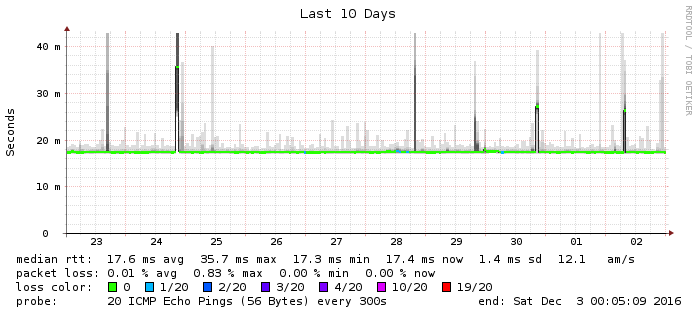 Last 10 Days
RRDTOOL / TOBI OETIKER
Seconds
40 m
30 m
20 m
10 m
0
23 24 25 26 27 28 29 30 01 02
median rtt: 17.6 ms avg 35.7 ms max 17.3 ms min 17.4 ms now 1.4 ms sd 12.1 am/s
packet loss: 0.01 % avg 0.83 % max 0.00 % min 0.00 % now
loss color: 0 1/20 2/20 3/20 4/20 10/20 19/20
probe: 20 ICMP Echo Pings (56 Bytes) every 300s end: Sat Dec 3 00:05:09 2016